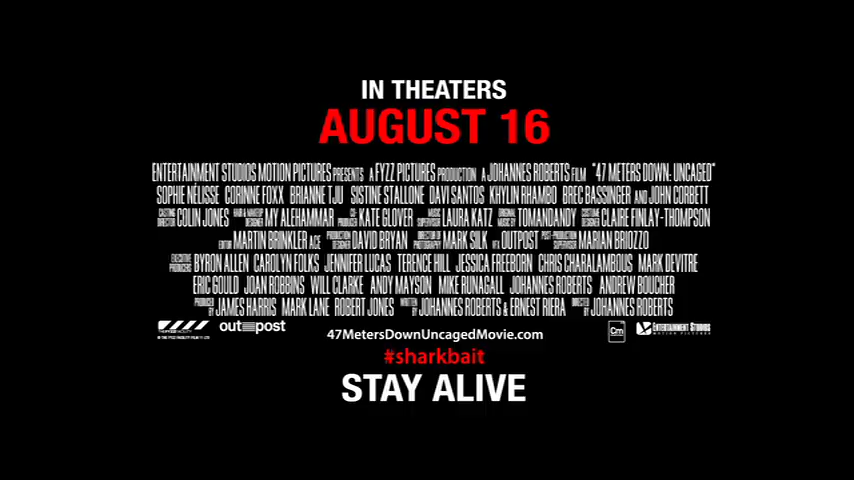 IN THEATERS
AUGUST 16
ENTERTAINMENT STUDIOS MOTION PICTURES PRESENTS A FYZZ PICTURES PRODUCTION A JOHANNES ROBERTS FILM "47 METERS DOWN: UNCAGED"
SOPHIE NÉLISSE CORINNE FOXX BRIANNE TJU SISTINE STALLONE DAVI SANTOS KHYLIN RHAMBO BREC BASSINGER AND JOHN CORBETT
CASTING DIRECTOR COLIN JONES HAIR & MAKEUP DESIGNER MY ALEHAMMAR CO-PRODUCER KATE GLOVER MUSIC SUPERVISOR LAURA KATZ ORIGINAL MUSIC BY TOMANDANDY COSTUME DESIGNER CLAIRE FINLAY-THOMPSON
EDITOR MARTIN BRINKLER ACE PRODUCTION DESIGNER DAVID BRYAN DIRECTOR OF PHOTOGRAPHY MARK SILK VFX OUTPOST POST-PRODUCTION SUPERVISOR MARIAN BRIOZZO
EXECUTIVE PRODUCERS BYRON ALLEN CAROLYN FOLKS JENNIFER LUCAS TERENCE HILL JESSICA FREEBORN CHRIS CHARALAMBOUS MARK DEVITRE
ERIC GOULD JOAN ROBBINS WILL CLARKE ANDY MAYSON MIKE RUNAGALL JOHANNES ROBERTS ANDREW BOUCHER
PRODUCED BY JAMES HARRIS MARK LANE ROBERT JONES WRITTEN BY JOHANNES ROBERTS & ERNEST RIERA DIRECTED BY JOHANNES ROBERTS
outpost
47MetersDownUncagedMovie.com
Cm
ENTERTAINMENT STUDIOS
MOTION PICTURES
#sharkbait
STAY ALIVE